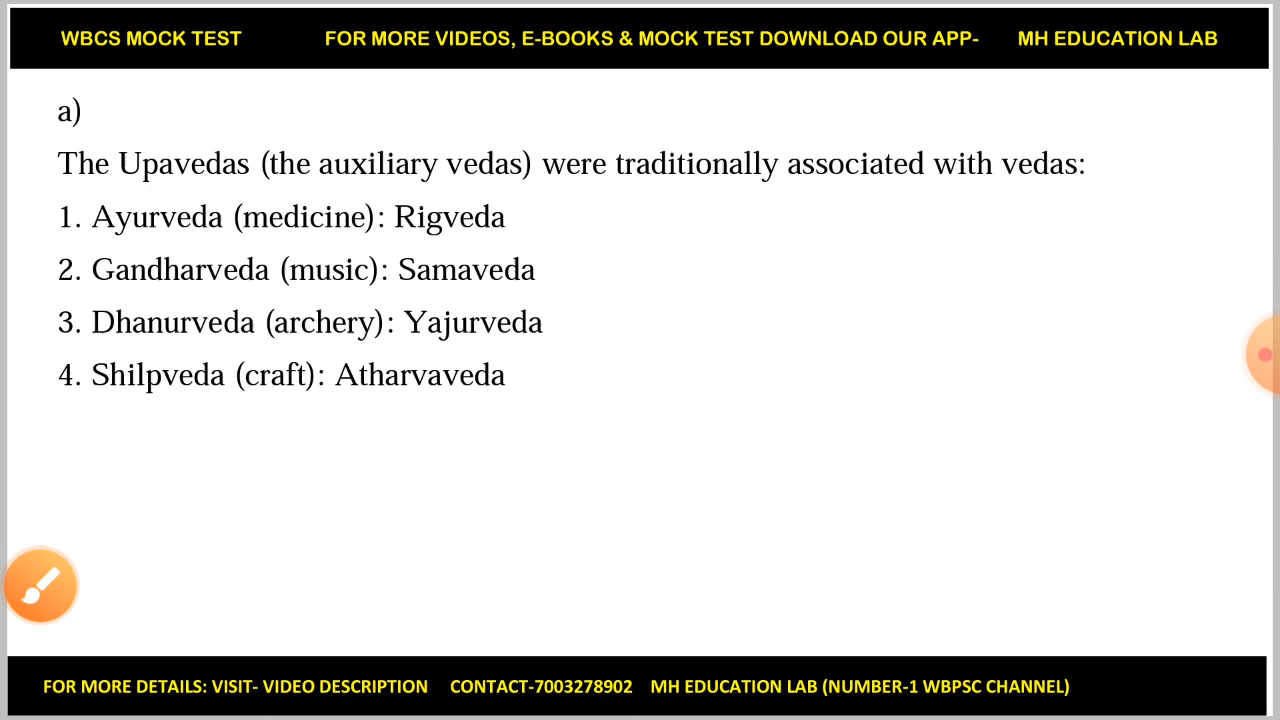 WBCS MOCK TEST FOR MORE VIDEOS, E-BOOKS & MOCK TEST DOWNLOAD OUR APP- MH EDUCATION LAB
a)
The Upavedas (the auxiliary vedas) were traditionally associated with vedas:
1. Ayurveda (medicine): Rigveda
2. Gandharveda (music): Samaveda
3. Dhanurveda (archery): Yajurveda
4. Shilpveda (craft): Atharvaveda
FOR MORE DETAILS: VISIT- VIDEO DESCRIPTION CONTACT-7003278902 MH EDUCATION LAB (NUMBER-1 WBPSC CHANNEL)